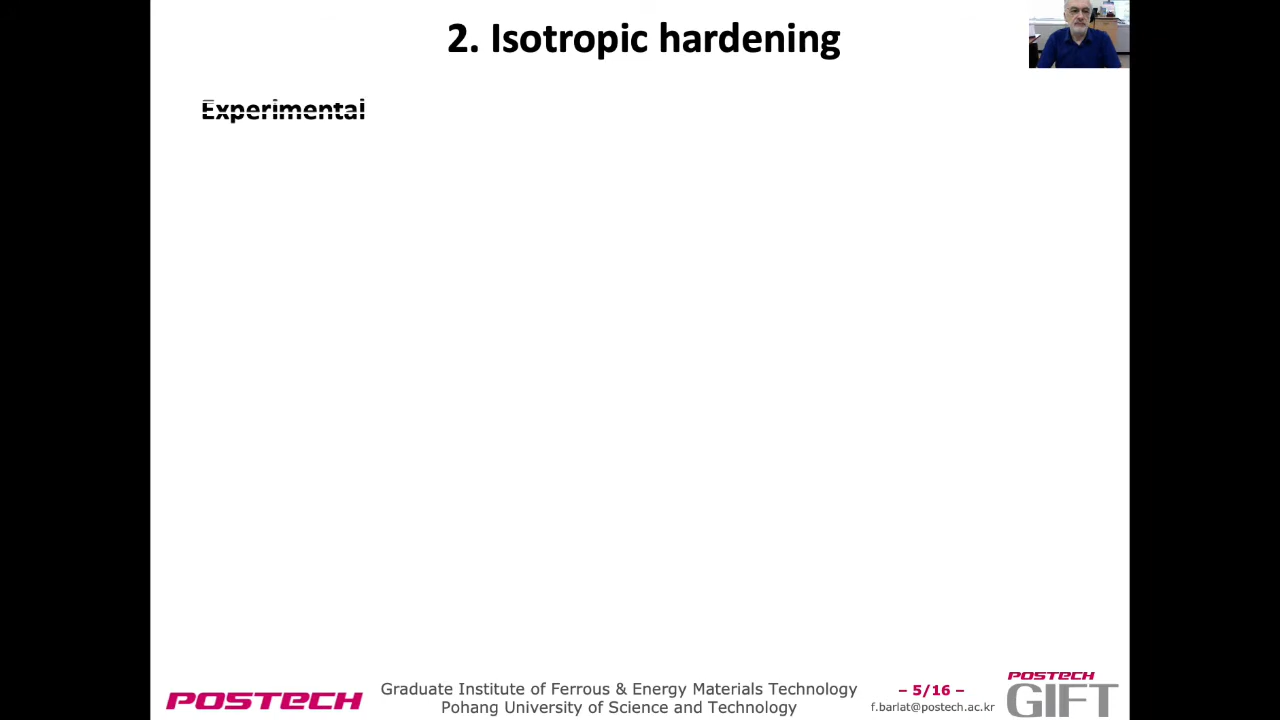 2. Isotropic hardening
Experimental
POSTECH
Graduate Institute of Ferrous & Energy Materials Technology
Pohang University of Science and Technology
– 5/16 –
f.barlat@postech.ac.kr
POSTECH
GIFT